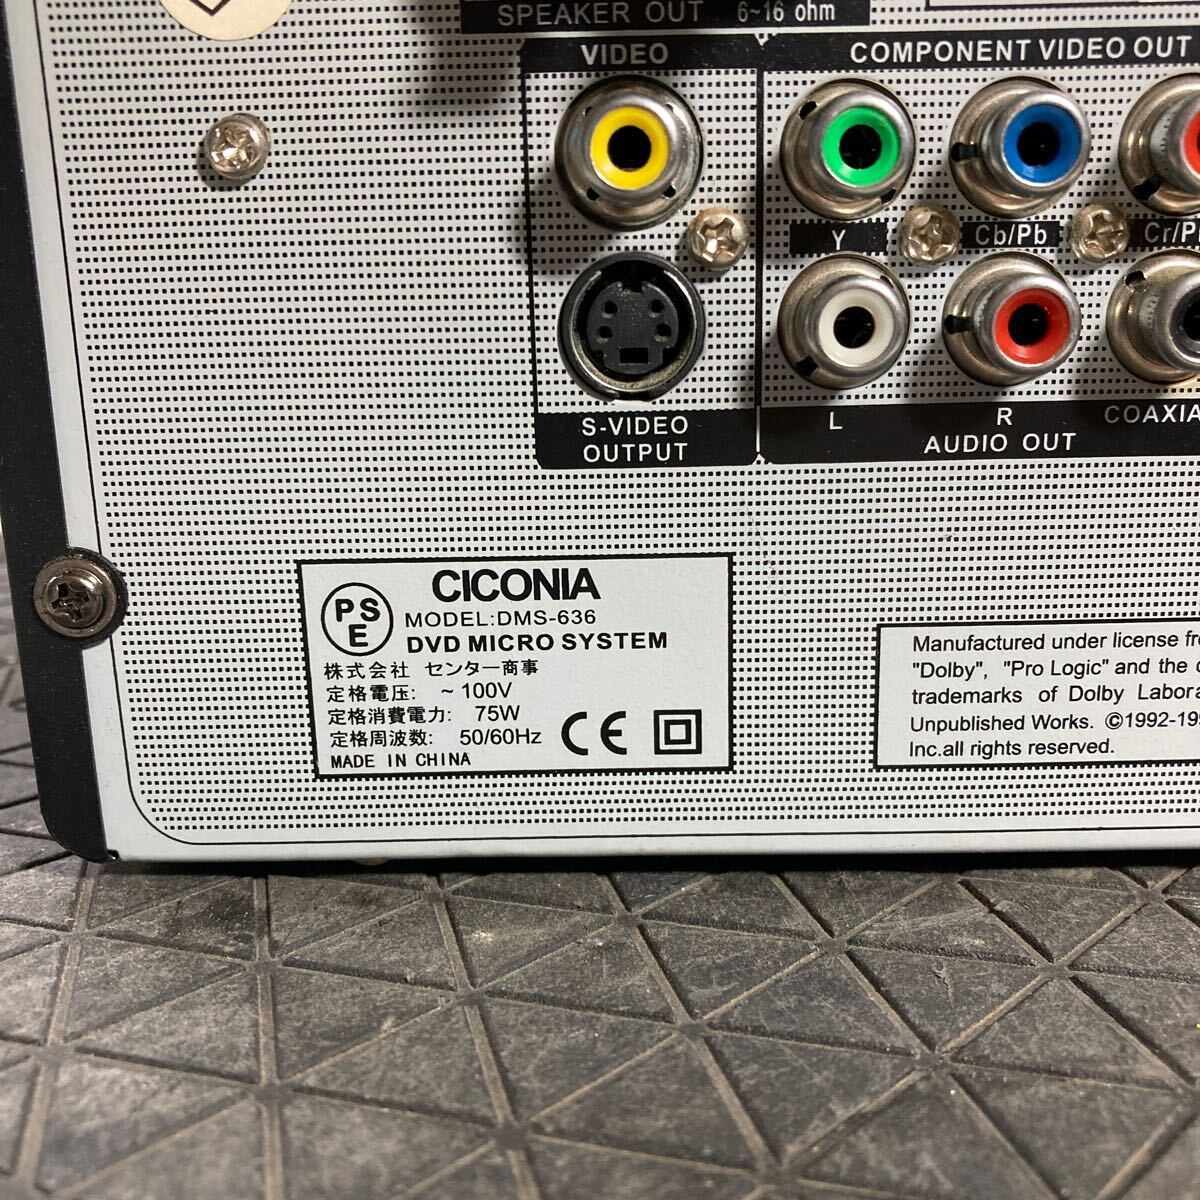 SPEAKER OUT 6~16 ohm
VIDEO
COMPONENT VIDEO OUT
Y
Cb/Pb
S-VIDEO
OUTPUT
L
R
AUDIO OUT
PS
E
CICONIA
MODEL:DMS-636
DVD MICRO SYSTEM
株式会社 センター商事
定格電圧: ~100V
定格消費電力: 75W
定格周波数: 50/60Hz
MADE IN CHINA
CE
Manufactured under license
"Dolby", "Pro Logic" and the
trademarks of Dolby
Unpublished Works. ©1992-
Inc.all rights reserved.